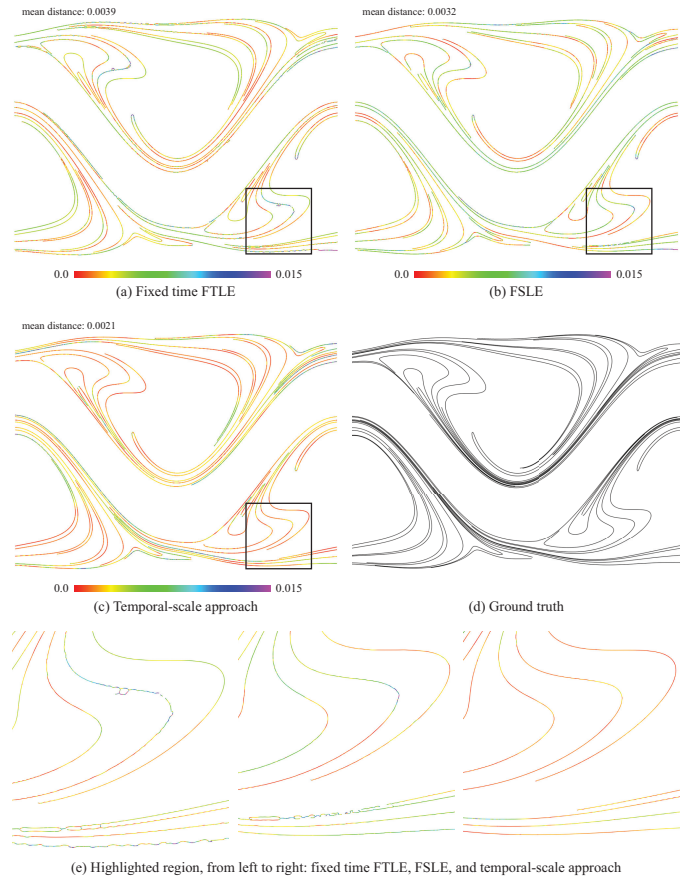 mean distance: 0.0039
mean distance: 0.0032
0.0 0.015
0.0 0.015
(a) Fixed time FTLE
(b) FSLE
mean distance: 0.0021
0.0 0.015
(c) Temporal-scale approach
(d) Ground truth
(e) Highlighted region, from left to right: fixed time FTLE, FSLE, and temporal-scale approach